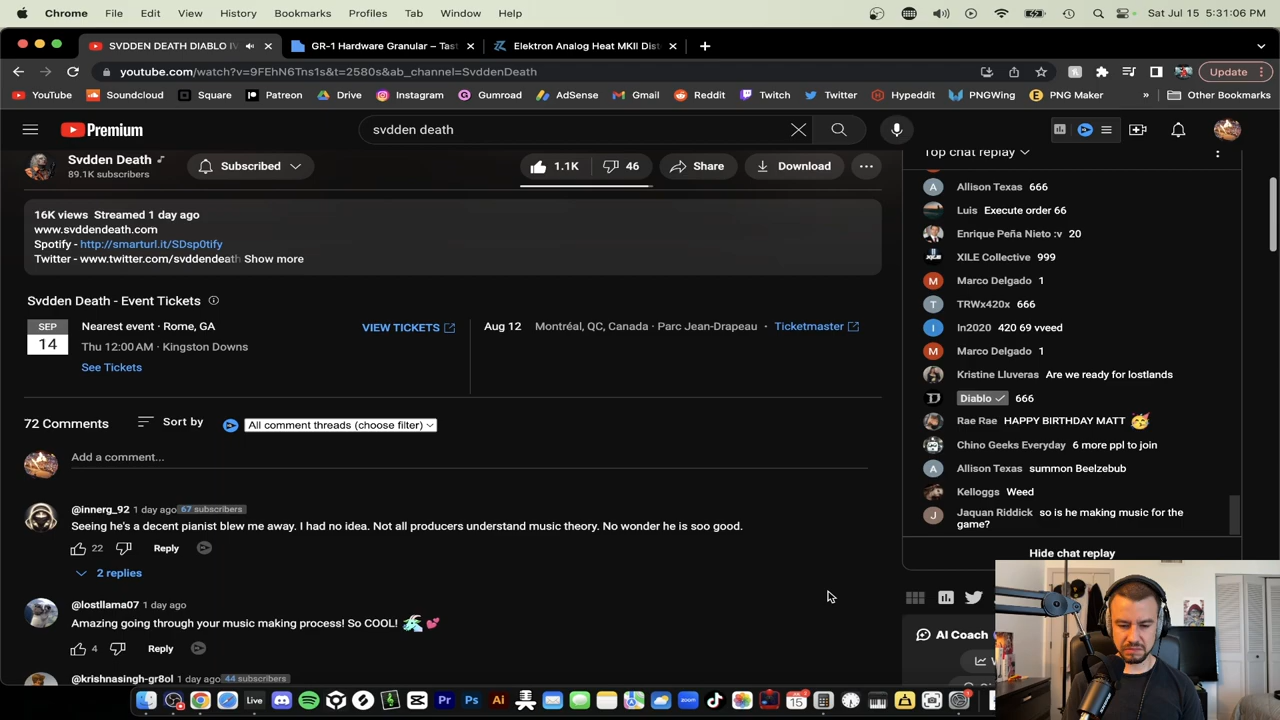 Chrome File Edit View History Bookmarks Profiles Tab Window Help Sat Jul 15 5:31:06 PM
SVDDEN DEATH DIABLO IV
GR-1 Hardware Granular – Tast
Elektron Analog Heat MKII Dist
youtube.com/watch?v=9FEhN6Tns1s&t=2580s&ab_channel=SvddenDeath
Update
YouTube Soundcloud Square Patreon Drive Instagram Gumroad AdSense Gmail Reddit Twitch Twitter Hypeddit PNGWing PNG Maker » Other Bookmarks
Premium
svdden death
Svdden Death
89.1K subscribers
Subscribed
1.1K
46
Share
Download
16K views Streamed 1 day ago
www.svddendeath.com
Spotify - http://smarturl.it/SDsp0tify
Twitter - www.twitter.com/svddendeath Show more
Svdden Death - Event Tickets
SEP
14
Nearest event · Rome, GA
Thu 12:00 AM · Kingston Downs
See Tickets
VIEW TICKETS
Aug 12 Montréal, QC, Canada · Parc Jean-Drapeau · Ticketmaster
72 Comments
Sort by
All comment threads (choose filter)
Add a comment...
@innerg_92 1 day ago 67 subscribers
Seeing he's a decent pianist blew me away. I had no idea. Not all producers understand music theory. No wonder he is soo good.
22 Reply
2 replies
@lostllama07 1 day ago
Amazing going through your music making process! So COOL!
4 Reply
@krishnasingh-gr8ol 1 day ago 44 subscribers
Top chat replay
Allison Texas 666
Luis Execute order 66
Enrique Peña Nieto :v 20
XILE Collective 999
Marco Delgado 1
TRWx420x 666
In2020 420 69 vveed
Marco Delgado 1
Kristine Lluveras Are we ready for lostlands
Diablo 666
Rae Rae HAPPY BIRTHDAY MATT
Chino Geeks Everyday 6 more ppl to join
Allison Texas summon Beelzebub
Kelloggs Weed
Jaquan Riddick so is he making music for the
game?
Hide chat replay
AI Coach
Live
Pr
Ps
Ai
zoom
JUL
15